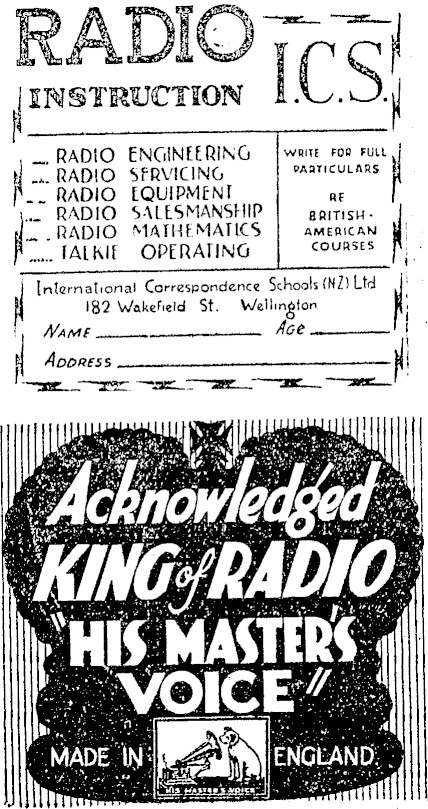 RADIO
INSTRUCTION
I.C.S.
RADIO ENGINEERING
RADIO SERVICING
RADIO EQUIPMENT
RADIO SALESMANSHIP
RADIO MATHEMATICS
TALKIE OPERATING
WRITE FOR FULL
PARTICULARS
RE
BRITISH-
AMERICAN
COURSES
International Correspondence Schools (NZ) Ltd
182 Wakefield St. Wellington
NAME AGE
ADDRESS
Acknowledged
KING of RADIO
"HIS MASTER'S
VOICE"
MADE IN ENGLAND
HIS MASTER'S VOICE